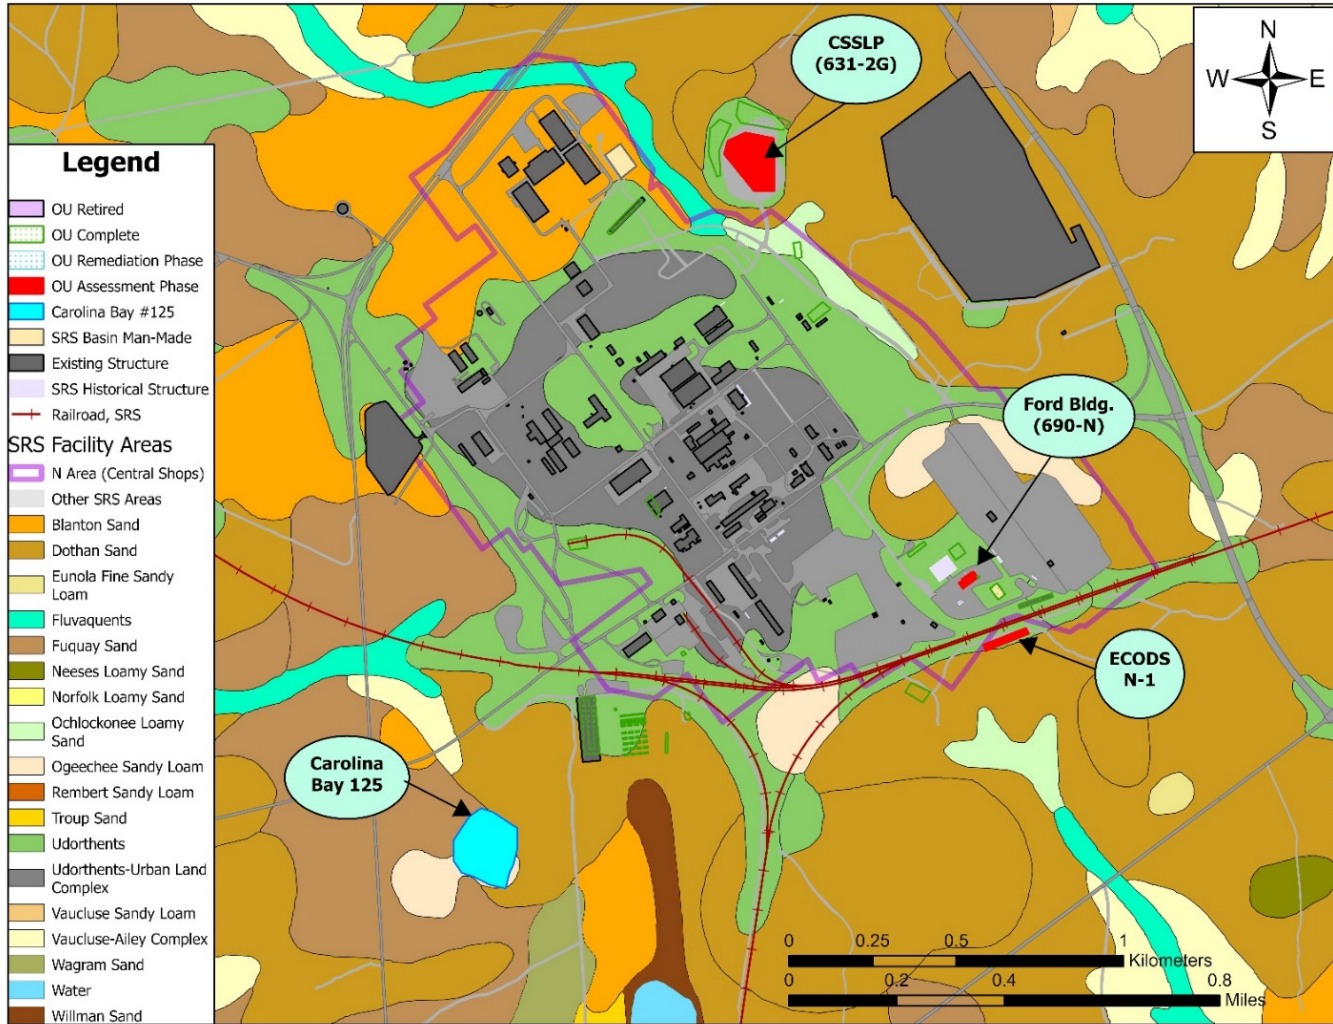 CSSLP
(631-2G)
N
W E
S
Legend
OU Retired
OU Complete
OU Remediation Phase
OU Assessment Phase
Carolina Bay #125
SRS Basin Man-Made
Existing Structure
SRS Historical Structure
Railroad, SRS
SRS Facility Areas
N Area (Central Shops)
Other SRS Areas
Blanton Sand
Dothan Sand
Eunola Fine Sandy
Loam
Fluvaquents
Fuquay Sand
Neeses Loamy Sand
Norfolk Loamy Sand
Ochlockonee Loamy
Sand
Ogeechee Sandy Loam
Rembert Sandy Loam
Troup Sand
Udorthents
Udorthents-Urban Land
Complex
Vaucluse Sandy Loam
Vaucluse-Ailey Complex
Wagram Sand
Water
Willman Sand
Ford Bldg.
(690-N)
ECODS
N-1
Carolina
Bay 125
0 0.25 0.5 1
Kilometers
0 0.2 0.4 0.8
Miles